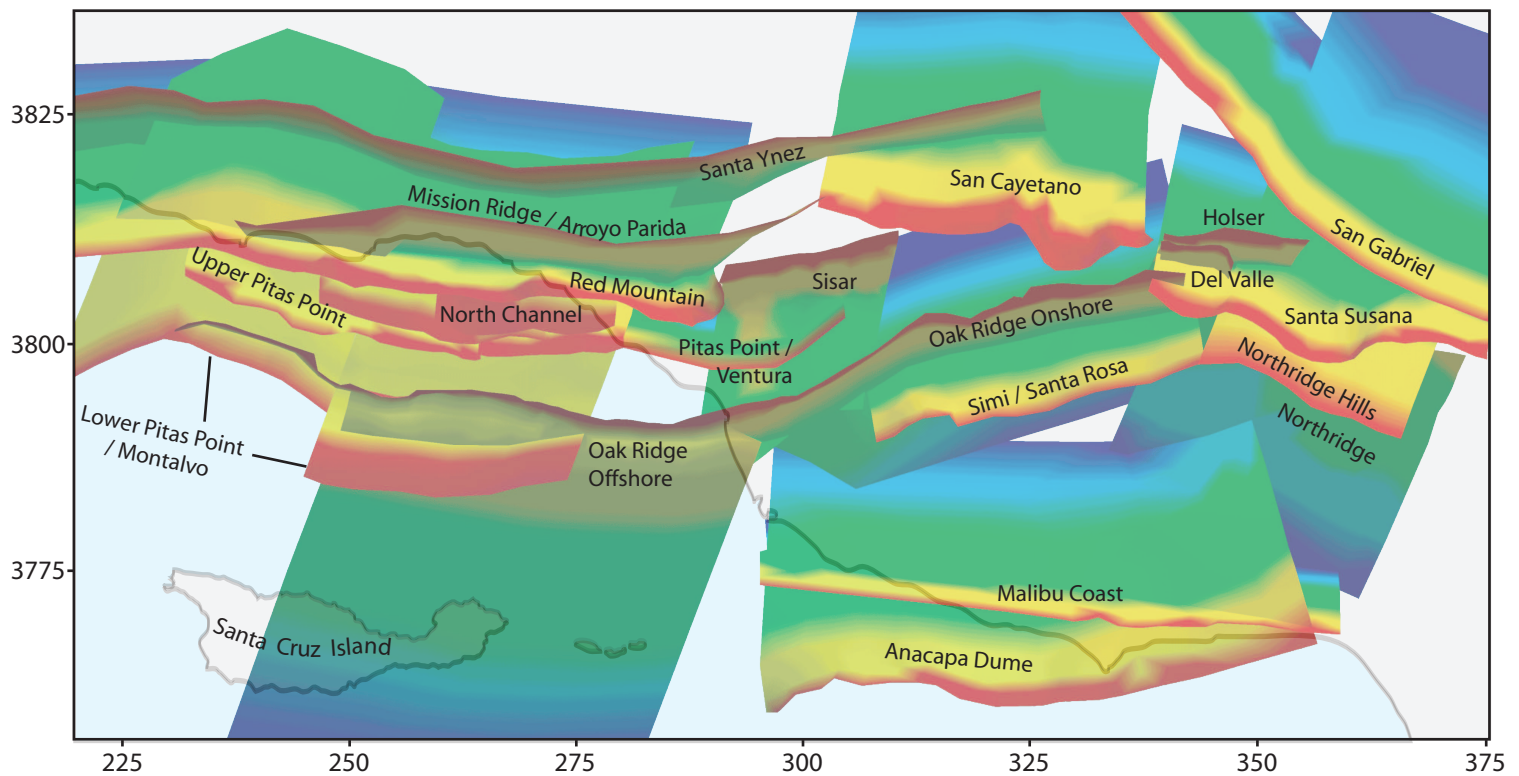 3825
3800
3775
225
250
275
300
325
350
375
Santa Ynez
Mission Ridge / Arroyo Parida
San Cayetano
Holser
San Gabriel
Upper Pitas Point
Red Mountain
Sisar
Del Valle
North Channel
Oak Ridge Onshore
Santa Susana
Pitas Point /
Ventura
Simi / Santa Rosa
Northridge Hills
Northridge
Lower Pitas Point
/ Montalvo
Oak Ridge
Offshore
Malibu Coast
Santa Cruz Island
Anacapa Dume